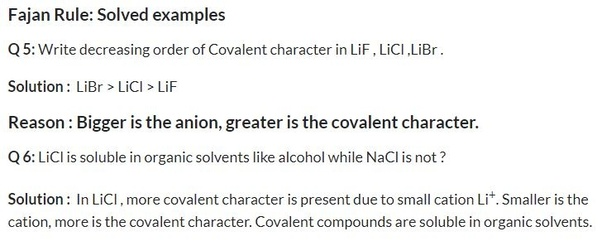 Fajan Rule: Solved examples
Q 5: Write decreasing order of Covalent character in LiF , LiCl ,LiBr .
Solution : LiBr > LiCl > LiF
Reason : Bigger is the anion, greater is the covalent character.
Q 6: LiCl is soluble in organic solvents like alcohol while NaCl is not ?
Solution : In LiCl , more covalent character is present due to small cation Li⁺. Smaller is the
cation, more is the covalent character. Covalent compounds are soluble in organic solvents.